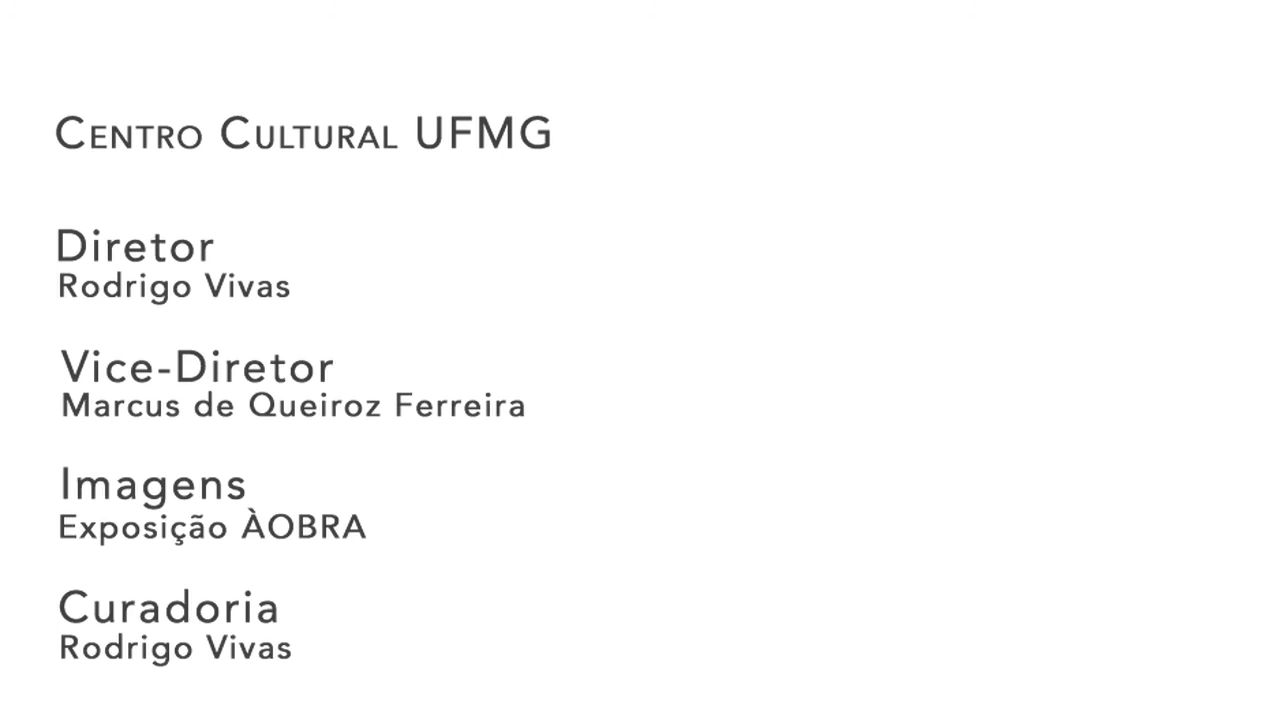 Centro Cultural UFMG
Diretor
Rodrigo Vivas
Vice-Diretor
Marcus de Queiroz Ferreira
Imagens
Exposição ÀOBRA
Curadoria
Rodrigo Vivas